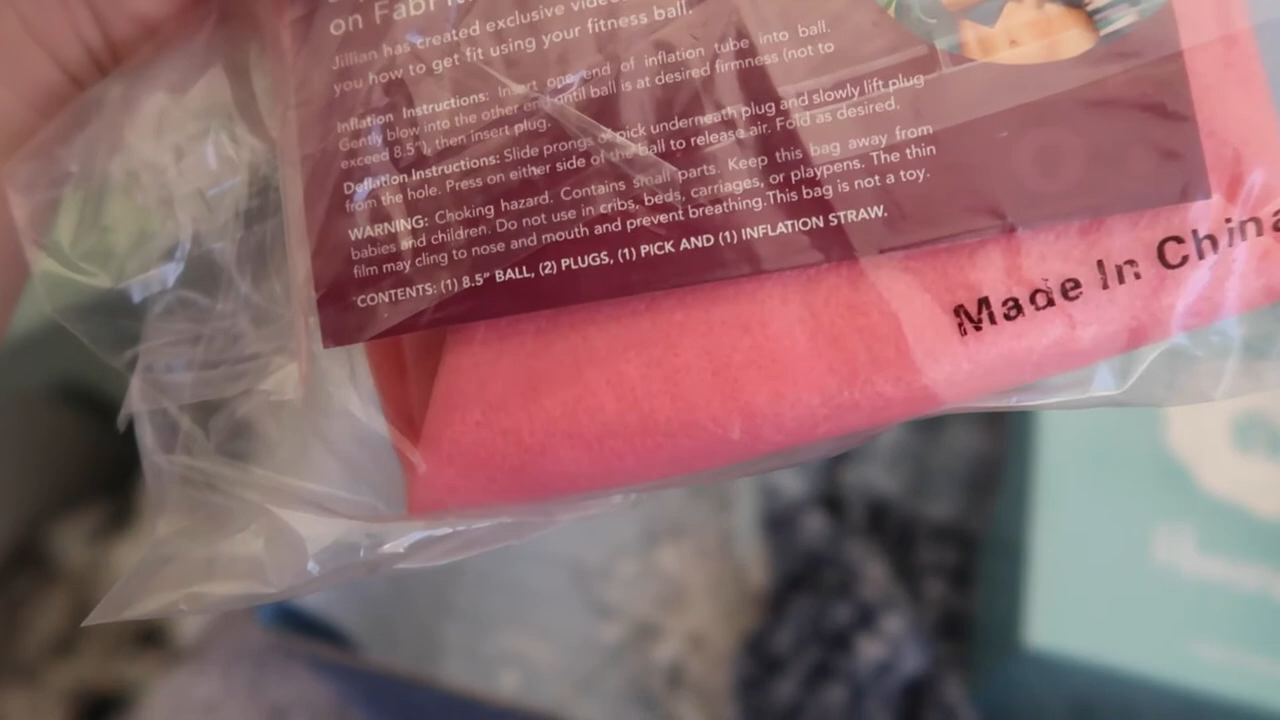 on Fab
Jillian has created exclusive
you how to get fit using your fitness ball.
Inflation Instructions: Insert one end of inflation tube into ball.
Gently blow into the other end until ball is at desired firmness (not to
exceed 8.5"), then insert plug.
Deflation Instructions: Slide prongs of pick underneath plug and slowly lift plug
from the hole. Press on either side of the ball to release air. Fold as desired.
WARNING: Choking hazard. Contains small parts. Keep this bag away from
babies and children. Do not use in cribs, beds, carriages, or playpens. The thin
film may cling to nose and mouth and prevent breathing.This bag is not a toy.
*CONTENTS: (1) 8.5" BALL, (2) PLUGS, (1) PICK AND (1) INFLATION STRAW.
Made In China